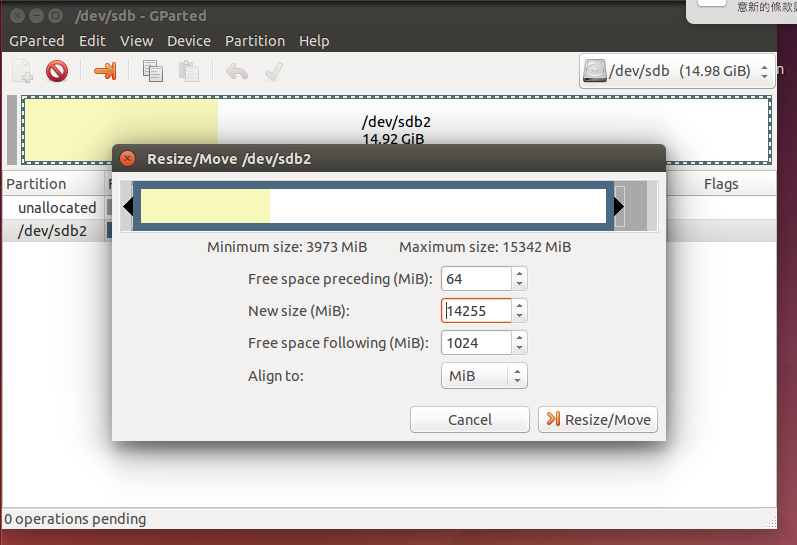 意新的條款
/dev/sdb - GParted
GParted Edit View Device Partition Help
/dev/sdb (14.98 GiB)
/dev/sdb2
14.92 GiB
Resize/Move /dev/sdb2
Partition
Flags
unallocated
/dev/sdb2
Minimum size: 3973 MiB Maximum size: 15342 MiB
Free space preceding (MiB): 64
New size (MiB): 14255
Free space following (MiB): 1024
Align to: MiB
Cancel Resize/Move
0 operations pending